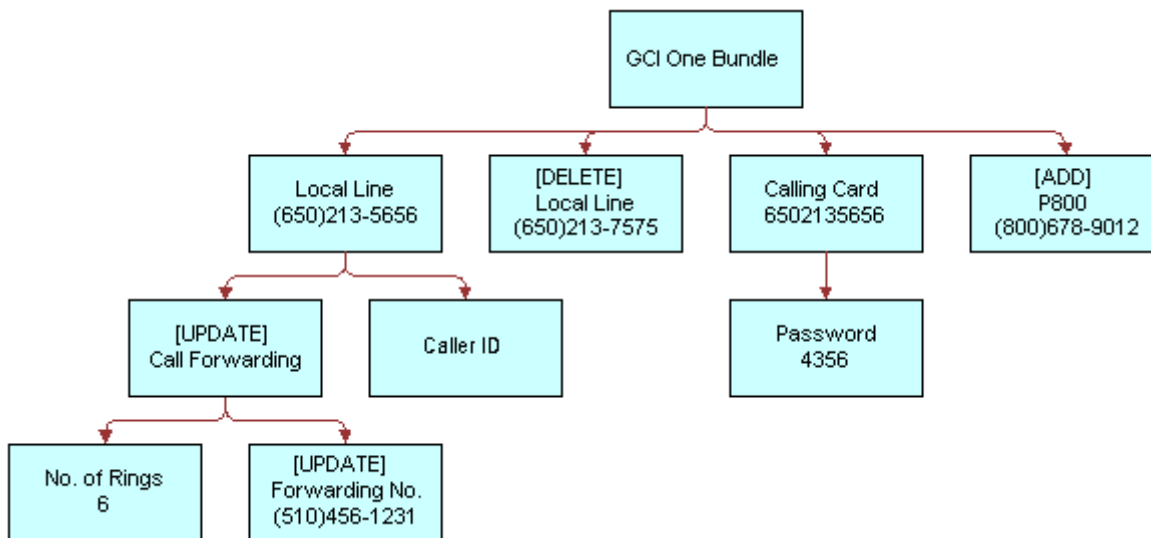 GCI One Bundle
Local Line
(650)213-5656
[DELETE]
Local Line
(650)213-7575
Calling Card
6502135656
[ADD]
P800
(800)678-9012
[UPDATE]
Call Forwarding
Caller ID
Password
4356
No. of Rings
6
[UPDATE]
Forwarding No.
(510)456-1231